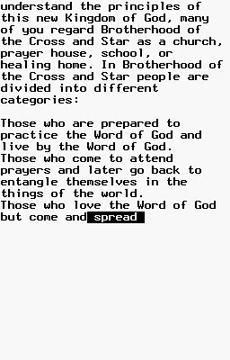 understand the principles of
this new Kingdom of God, many
of you regard Brotherhood of
the Cross and Star as a church,
prayer house, school, or
healing home. In Brotherhood of
the Cross and Star people are
divided into different
categories:

Those who are prepared to
practice the Word of God and
live by the Word of God.
Those who come to attend
prayers and later go back to
entangle themselves in the
things of the world.
Those who love the Word of God
but come and spread